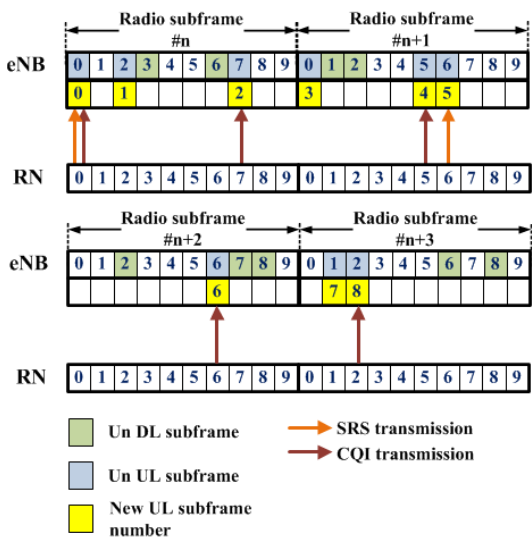 Radio subframe Radio subframe
#n #n+1
eNB 0 1 2 3 4 5 6 7 8 9 0 1 2 3 4 5 6 7 8 9
0 1 2 3 4 5
RN 0 1 2 3 4 5 6 7 8 9 0 1 2 3 4 5 6 7 8 9
Radio subframe Radio subframe
#n+2 #n+3
eNB 0 1 2 3 4 5 6 7 8 9 0 1 2 3 4 5 6 7 8 9
6 7 8
RN 0 1 2 3 4 5 6 7 8 9 0 1 2 3 4 5 6 7 8 9
Un DL subframe SRS transmission
Un UL subframe CQI transmission
New UL subframe
number